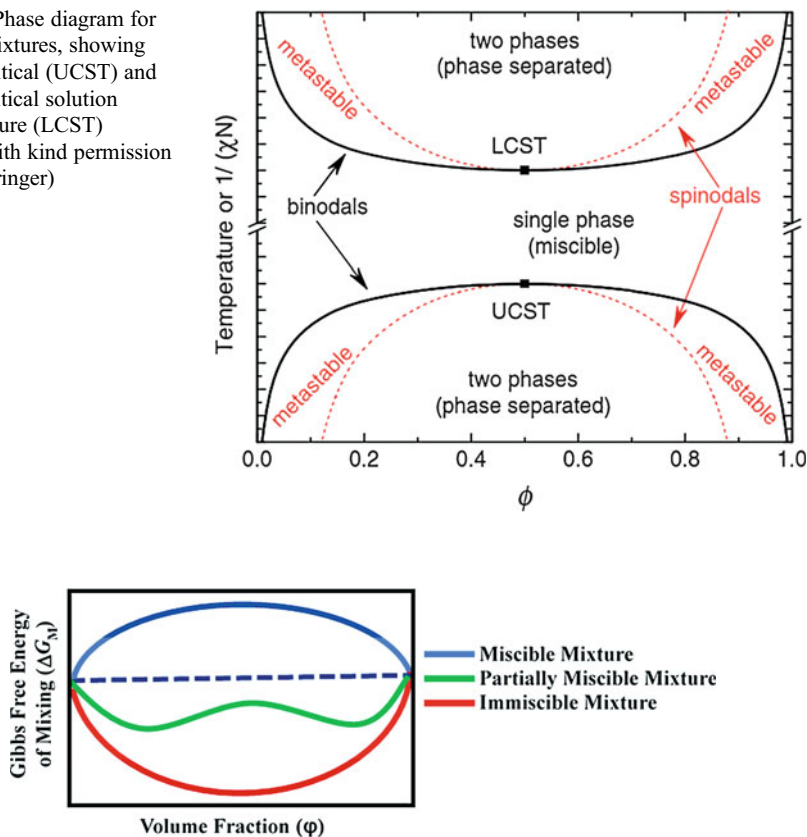 Phase diagram for
ixtures, showing
itical (UCST) and
itical solution
ure (LCST)
ith kind permission
ringer)
Temperature or 1/ (χN)
two phases
(phase separated)
metastable
metastable
LCST
binodals
single phase
(miscible)
spinodals
UCST
metastable
two phases
(phase separated)
metastable
0.0 0.2 0.4 0.6 0.8 1.0
ϕ
Gibbs Free Energy
of Mixing (ΔG_M)
Miscible Mixture
Partially Miscible Mixture
Immiscible Mixture
Volume Fraction (φ)